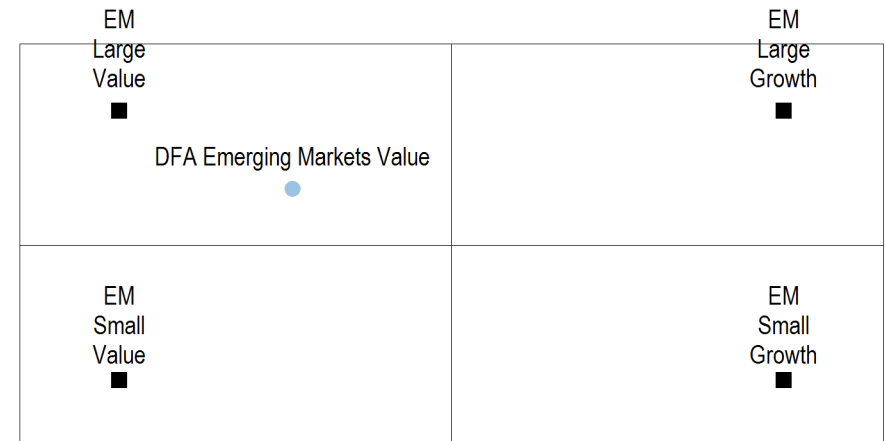 EM
Large
Value
EM
Large
Growth
DFA Emerging Markets Value
EM
Small
Value
EM
Small
Growth